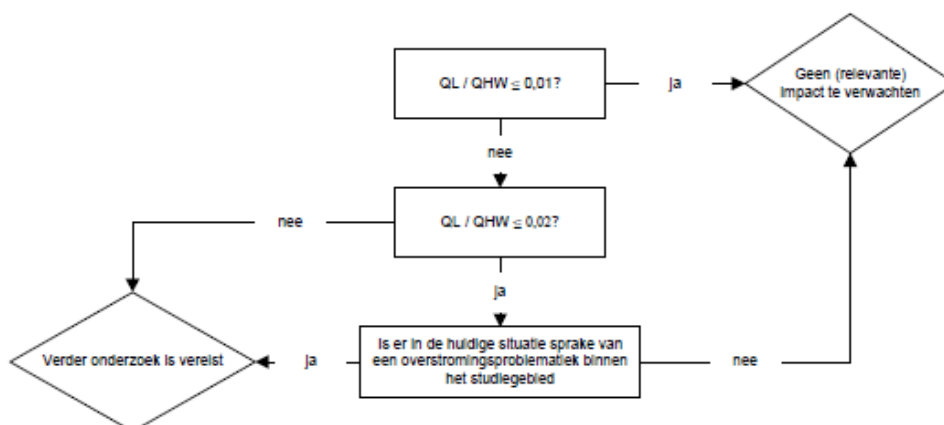 QL / QHW ≤ 0,01?
ja
Geen (relevante)
impact te verwachten
nee
nee
QL / QHW ≤ 0,02?
ja
Verder onderzoek is vereist
ja
Is er in de huidige situatie sprake van
een overstromingsproblematiek binnen
het studiegebied
nee